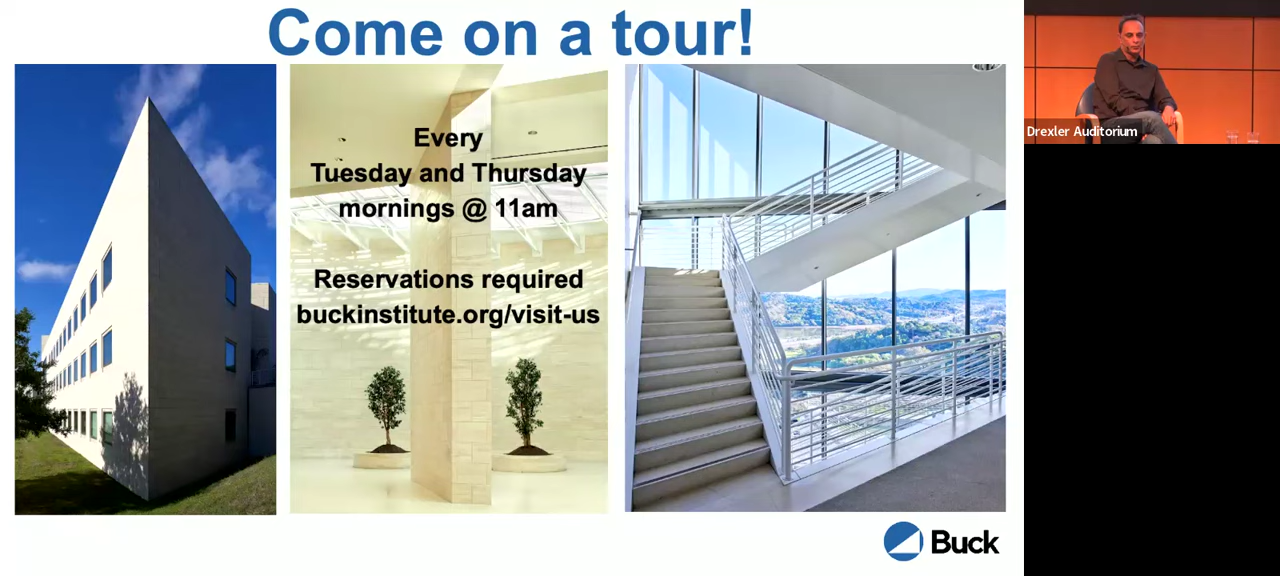 Come on a tour!
Every
Tuesday and Thursday
mornings @ 11am
Reservations required
buckinstitute.org/visit-us
Buck
Drexler Auditorium